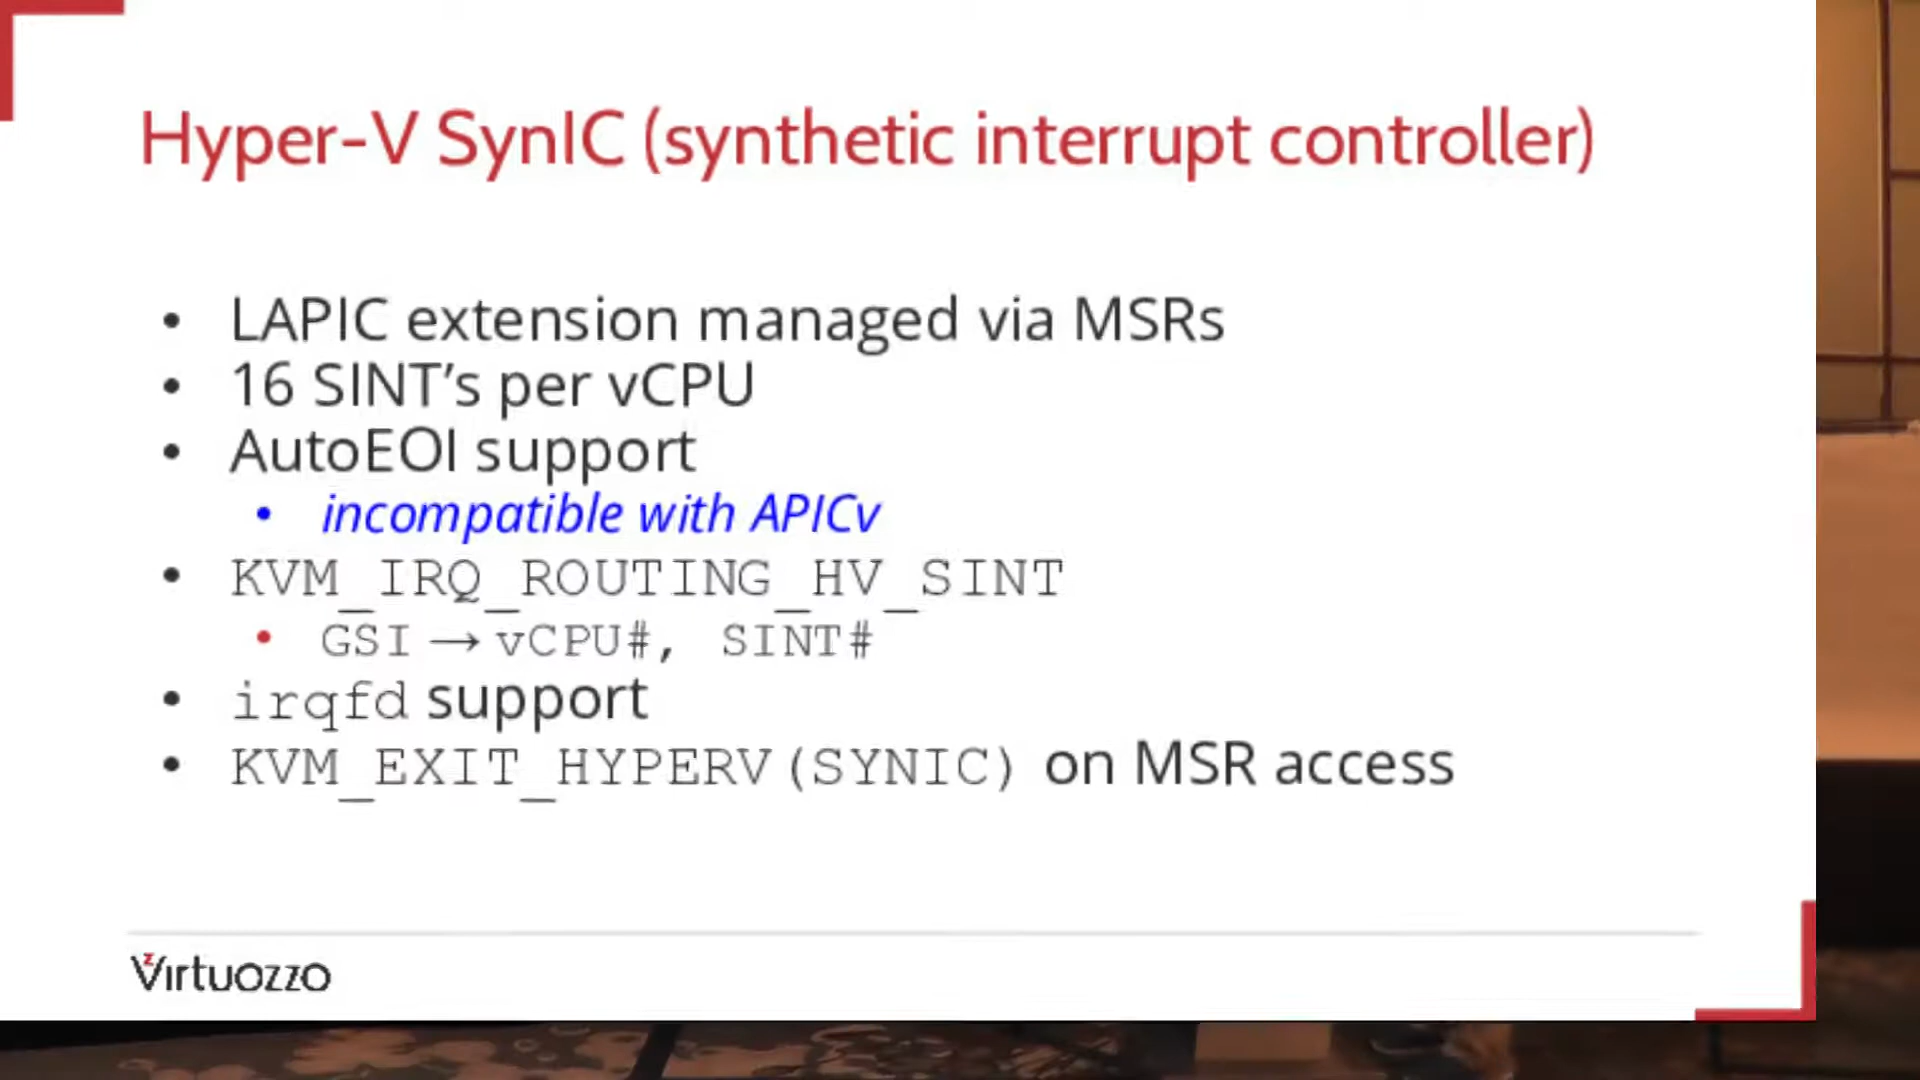 Hyper-V SynIC (synthetic interrupt controller)
• LAPIC extension managed via MSRs
• 16 SINT’s per vCPU
• AutoEOI support
• incompatible with APICv
• KVM_IRQ_ROUTING_HV_SINT
• GSI → vCPU#, SINT#
• irqfd support
• KVM_EXIT_HYPERV(SYNIC) on MSR access
Virtuozzo